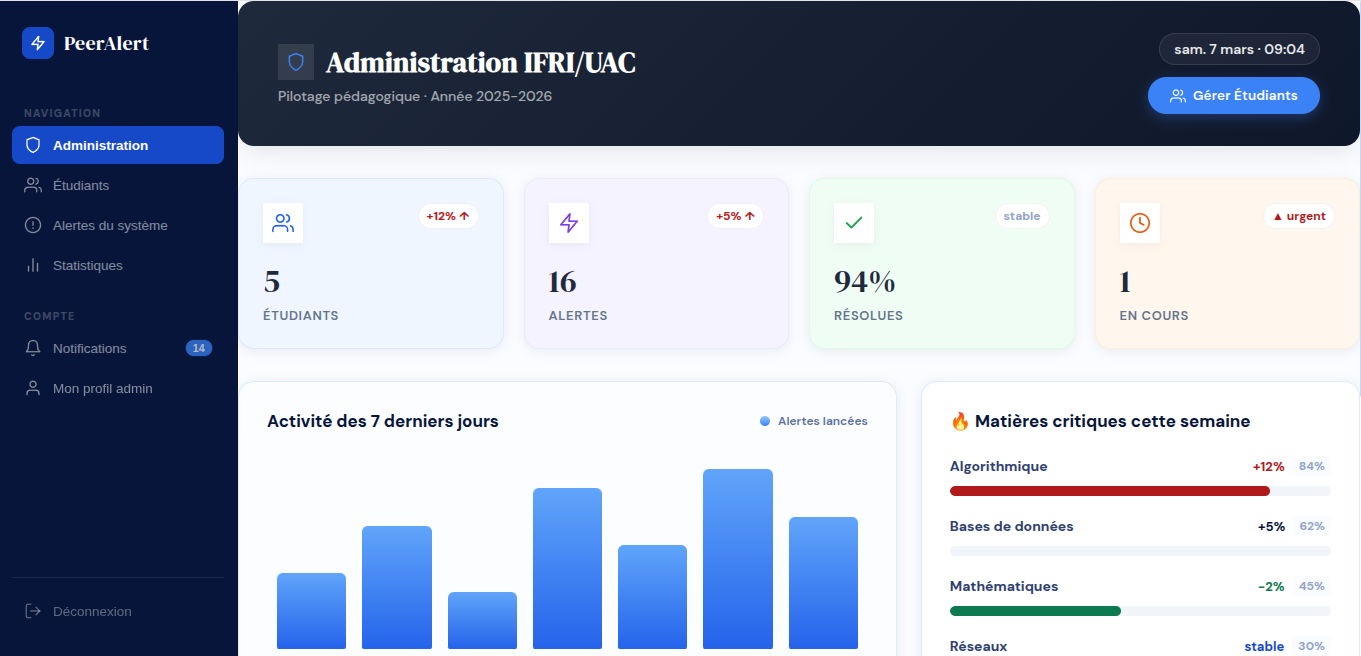 PeerAlert
NAVIGATION
Administration
Étudiants
Alertes du système
Statistiques
COMPTE
Notifications 14
Mon profil admin
Déconnexion
Administration IFRI/UAC
Pilotage pédagogique · Année 2025-2026
sam. 7 mars · 09:04
Gérer Étudiants
+12% ↑
5
ÉTUDIANTS
+5% ↑
16
ALERTES
stable
94%
RÉSOLUES
▲ urgent
1
EN COURS
Activité des 7 derniers jours
Alertes lancées
🔥 Matières critiques cette semaine
Algorithmique +12% 84%
Bases de données +5% 62%
Mathématiques -2% 45%
Réseaux stable 30%